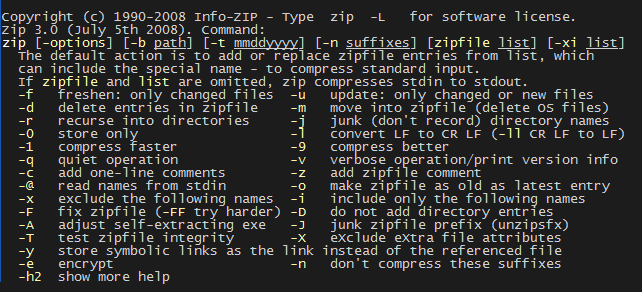 Copyright (c) 1990-2008 Info-ZIP - Type  zip  -L   for software license.
Zip 3.0 (July 5th 2008). Command:
zip [-options] [-b path] [-t mmddyyyy] [-n suffixes] [zipfile list] [-xi list]
  The default action is to add or replace zipfile entries from list, which
  can include the special name - to compress standard input.
  If zipfile and list are omitted, zip compresses stdin to stdout.
  -f   freshen: only changed files  -u   update: only changed or new files
  -d   delete entries in zipfile    -m   move into zipfile (delete OS files)
  -r   recurse into directories     -j   junk (don't record) directory names
  -0   store only                   -l   convert LF to CR LF (-ll CR LF to LF)
  -1   compress faster              -9   compress better
  -q   quiet operation              -v   verbose operation/print version info
  -c   add one-line comments        -z   add zipfile comment
  -@   read names from stdin        -o   make zipfile as old as latest entry
  -x   exclude the following names  -i   include only the following names
  -F   fix zipfile (-FF try harder) -D   do not add directory entries
  -A   adjust self-extracting exe   -J   junk zipfile prefix (unzipsfx)
  -T   test zipfile integrity       -X   eXclude eXtra file attributes
  -y   store symbolic links as the link instead of the referenced file
  -e   encrypt                      -n   don't compress these suffixes
  -h2  show more help